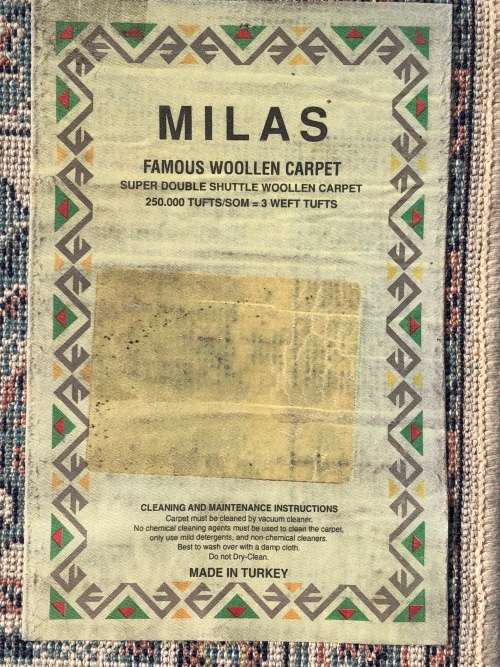 MILAS
FAMOUS WOOLLEN CARPET
SUPER DOUBLE SHUTTLE WOOLLEN CARPET
250.000 TUFTS/SQM = 3 WEFT TUFTS
CLEANING AND MAINTENANCE INSTRUCTIONS
Carpet must be cleaned by vacuum cleaner.
No chemical cleaning agents must be used to clean the carpet,
only use mild detergents, and non-chemical cleaners.
Best to wash over with a damp cloth.
Do not Dry-Clean.
MADE IN TURKEY